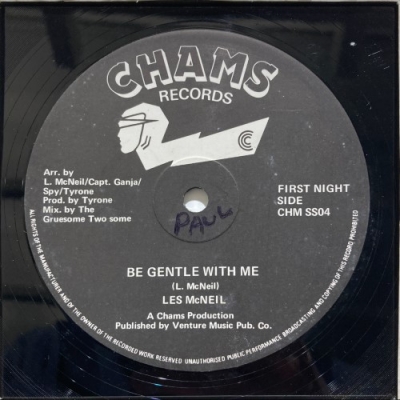 CHAMS
RECORDS
C
Arr. by
L. McNeil/Capt. Ganja/
Spy/Tyrone
Prod. by Tyrone
Mix. by The
Gruesome Two some
FIRST NIGHT
SIDE
CHM SS04
PAUL
BE GENTLE WITH ME
(L. McNeil)
LES McNEIL
A Chams Production
Published by Venture Music Pub. Co.
ALL RIGHTS OF THE MANUFACTURER AND OF THE OWNER OF THE RECORDED WORK RESERVED UNAUTHORISED PUBLIC PERFORMANCE BROADCASTING AND COPYING OF THIS RECORD PROHIBITED